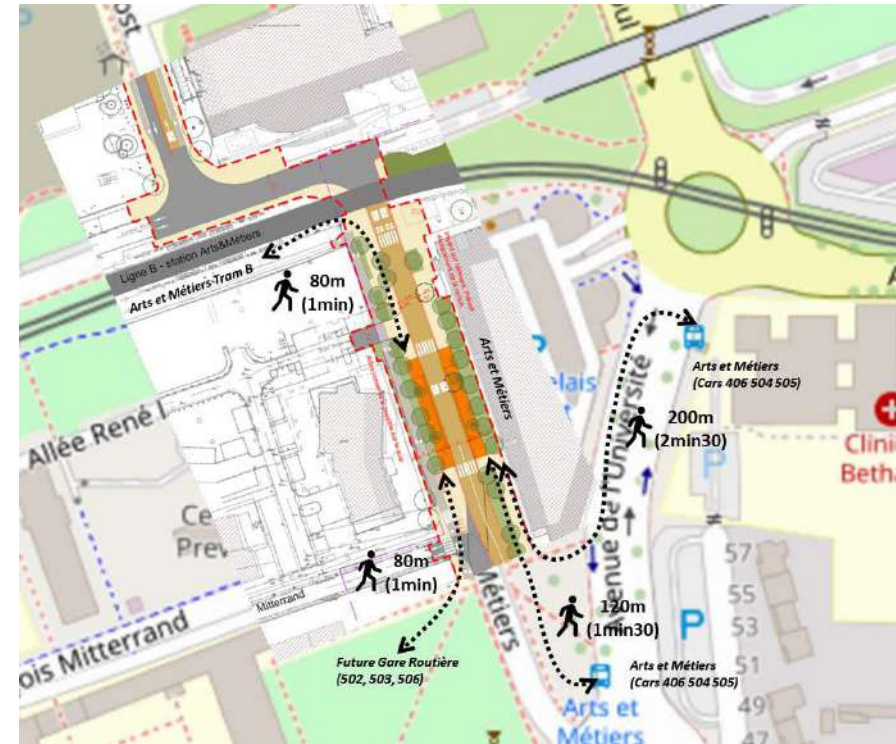 ost
oul
Ligne B - station Arts&Métiers
Arts et Métiers-Tram B
80m
(1min)
Arts et Métiers
elais
Arts et Métiers
(Cars 406 504 505)
Avenue de l'Université
200m
(2min30)
P
Clini
Betha
Allée René
Ce
Prev
80m
(1min)
Mitterrand
ois Mitterrand
Métiers
Future Gare Routière
(502, 503, 506)
120m
(1min30)
P
Arts et Métiers
(Cars 406 504 505)
Arts et
Métiers
57
55
53
51
49
47